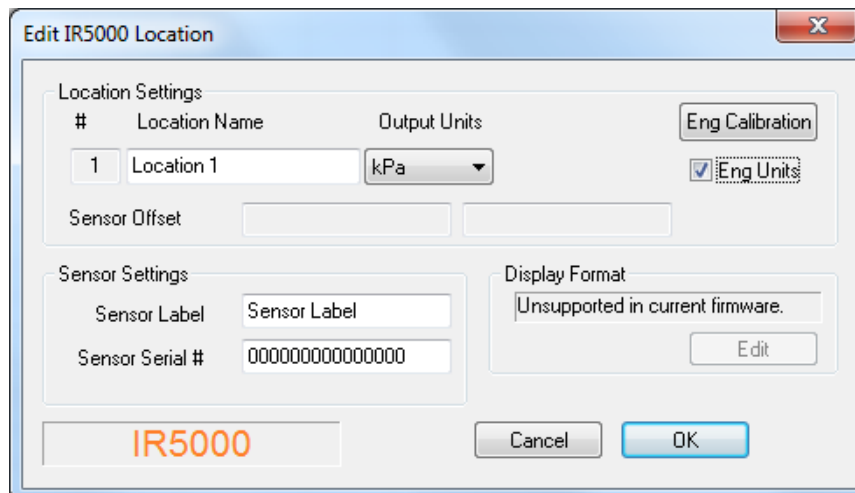 Edit IR5000 Location
Location Settings
# Location Name Output Units Eng Calibration
1 Location 1 kPa Eng Units
Sensor Offset
Sensor Settings
Sensor Label Sensor Label
Sensor Serial # 000000000000000
Display Format
Unsupported in current firmware.
Edit
IR5000 Cancel OK